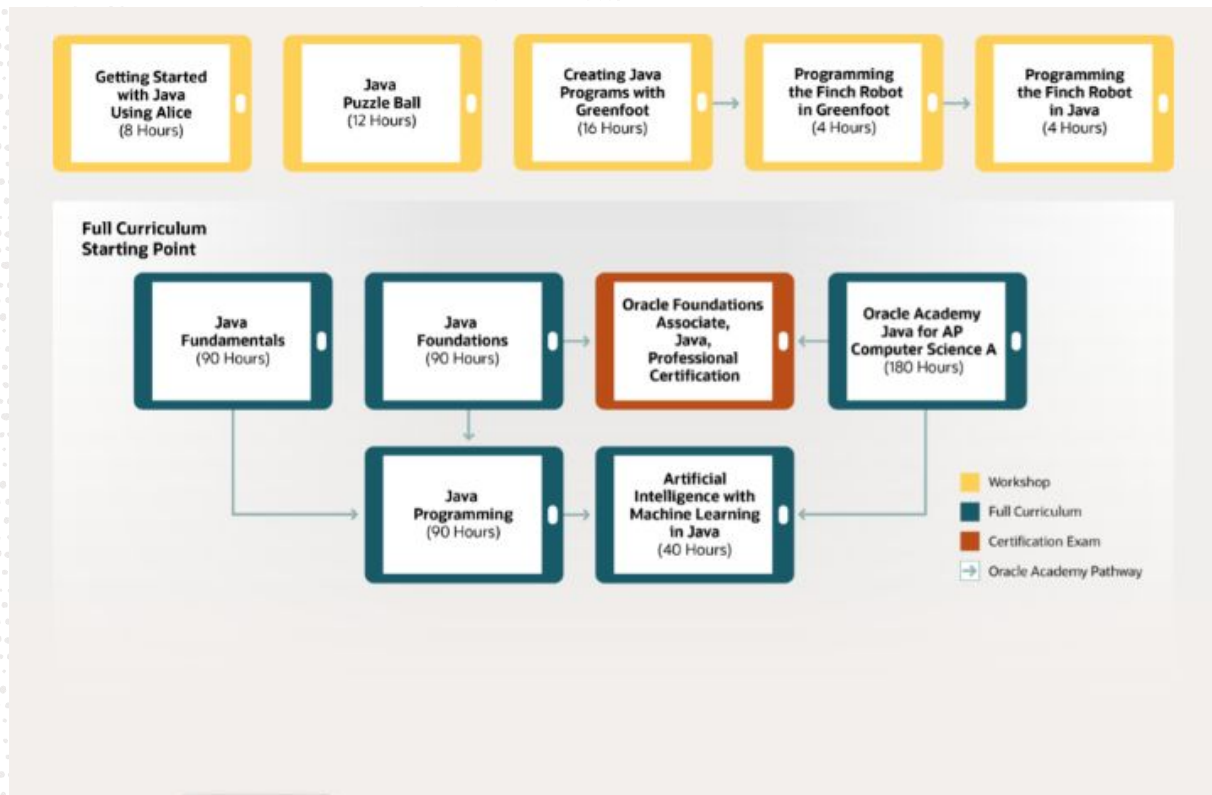 Getting Started
with Java
Using Alice
(8 Hours)
Java
Puzzle Ball
(12 Hours)
Creating Java
Programs with
Greenfoot
(16 Hours)
Programming
the Finch Robot
in Greenfoot
(4 Hours)
Programming
the Finch Robot
in Java
(4 Hours)
Full Curriculum
Starting Point
Java
Fundamentals
(90 Hours)
Java
Foundations
(90 Hours)
Oracle Foundations
Associate,
Java,
Professional
Certification
Oracle Academy
Java for AP
Computer Science A
(180 Hours)
Java
Programming
(90 Hours)
Artificial
Intelligence with
Machine Learning
in Java
(40 Hours)
Workshop
Full Curriculum
Certification Exam
Oracle Academy Pathway